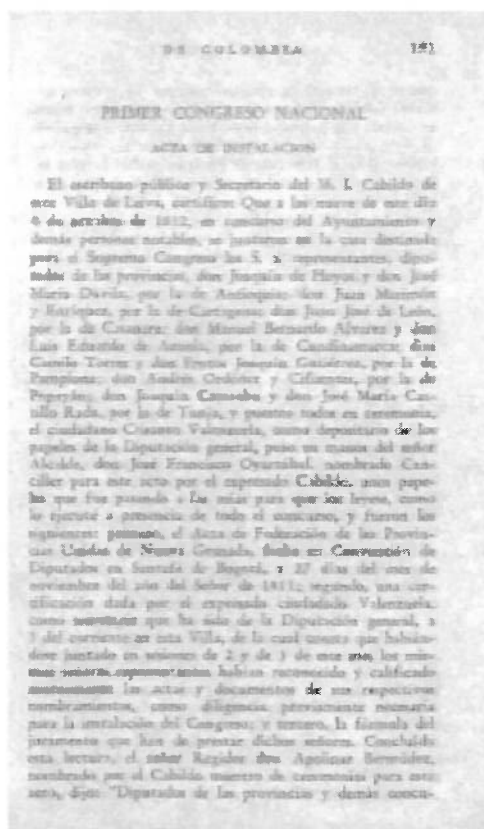 DE COLOMBIA 181
PRIMER CONGRESO NACIONAL
ACTA DE INSTALACION
El escribano público y Secretario del M. I. Cabildo de
esta Villa de Leiva, certifico: Que a las nueve de este día
4 de octubre de 1812, en concurso del Ayuntamiento y
demás personas notables, se juntaron en la casa destinada
para el Supremo Congreso los S. s. representantes, dipu-
tados de las provincias, don Joaquín de Hoyos y don José
María Dávila, por la de Antioquia; don Juan Marimón
y Enríquez, por la de Cartagena; don Juan José de León,
por la de Casanare; don Manuel Bernardo Alvarez y don
Luis Eduardo de Azuola, por la de Cundinamarca; don
Camilo Torres y don Frutos Joaquín Gutiérrez, por la de
Pamplona; don Andrés Ordóñez y Cifuentes, por la de
Popayán; don Joaquín Camacho y don José María Cas-
tillo Rada, por la de Tunja, y puestos todos en ceremonia,
el ciudadano Crisanto Valenzuela, como depositario de los
papeles de la Diputación general, puso en manos del señor
Alcalde, don José Francisco nombrado Can-
ciller para este acto por el expresado Cabildo, unos pape-
les que fue pasando a las mías para que los leyese, como
lo ejecuté a presencia de todo el concurso, y fueron los
siguientes: primero, el Acta de Federación de las Provin-
cias Unidas de Nueva Granada, fecha en Convención de
Diputados en Santafé de Bogotá, a 27 días del mes de
noviembre del año del Señor de 1811; segundo, una cer-
tificación dada por el expresado ciudadano Valenzuela,
como secretario que ha sido de la Diputación general, a
3 del corriente en esta Villa, de la cual consta que habién-
dose juntado en sesiones de 2 y de 3 de este mes, los mis-
mos señores representantes habían reconocido y calificado
las actas y documentos de sus respectivos
nombramientos, como diligencia previamente necesaria
para la instalación del Congreso; y tercero, la fórmula del
juramento que han de prestar dichos señores. Concluida
esta lectura, el señor Regidor don Apolinar Bermúdez,
nombrado por el Cabildo maestro de ceremonias para este
acto, dijo: "Diputados de las provincias y demás concu-